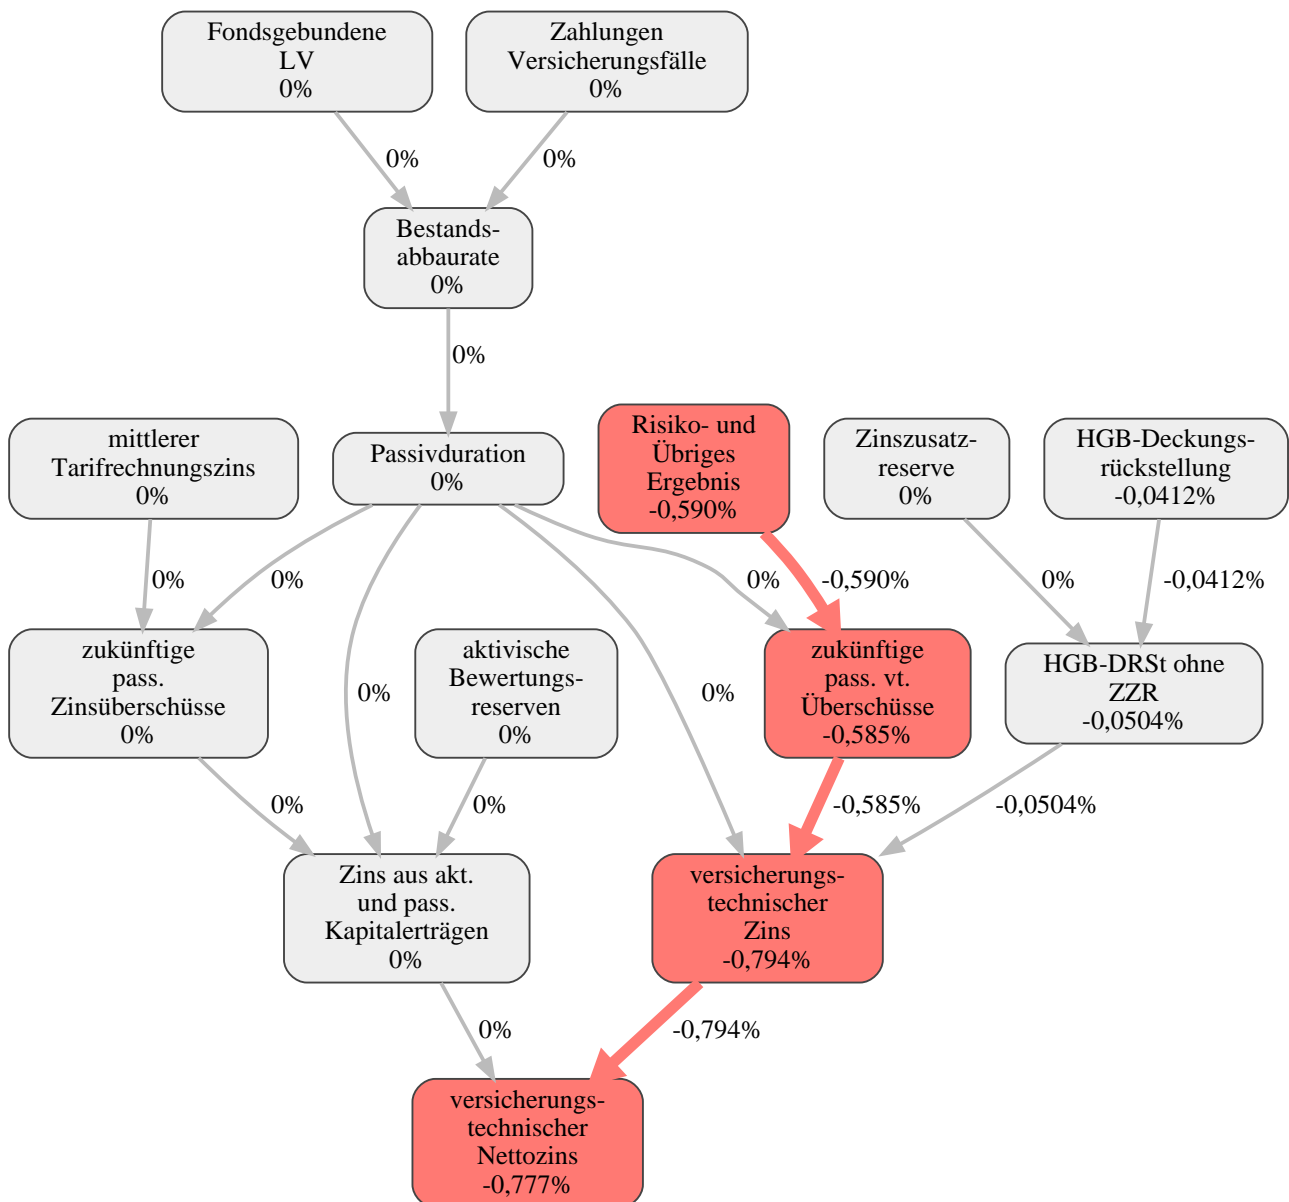 Fondsgebundene
LV
0%
Zahlungen
Versicherungsfälle
0%
0%
0%
Bestands-
abbaurate
0%
0%
mittlerer
Tarifrechnungszins
0%
Passivduration
0%
Risiko- und
Übriges
Ergebnis
-0,590%
Zinszusatz-
reserve
0%
HGB-Deckungs-
rückstellung
-0,0412%
0%
0%
0%
0%
0%
-0,590%
0%
-0,0412%
zukünftige
pass.
Zinsüberschüsse
0%
aktivische
Bewertungs-
reserven
0%
zukünftige
pass. vt.
Überschüsse
-0,585%
HGB-DRSt ohne
ZZR
-0,0504%
0%
0%
-0,585%
-0,0504%
Zins aus akt.
und pass.
Kapitalerträgen
0%
versicherungs-
technischer
Zins
-0,794%
0%
-0,794%
versicherungs-
technischer
Nettozins
-0,777%